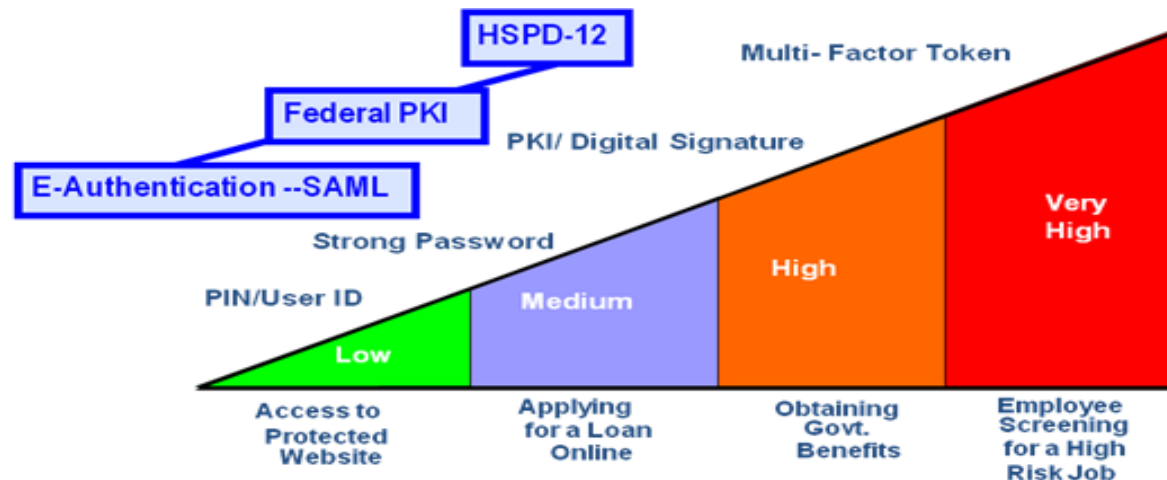 HSPD-12
Multi- Factor Token
Federal PKI
PKI/ Digital Signature
E-Authentication --SAML
Strong Password
PIN/User ID
Very
High
High
Medium
Low
Access to
Protected
Website
Applying
for a Loan
Online
Obtaining
Govt.
Benefits
Employee
Screening
for a High
Risk Job